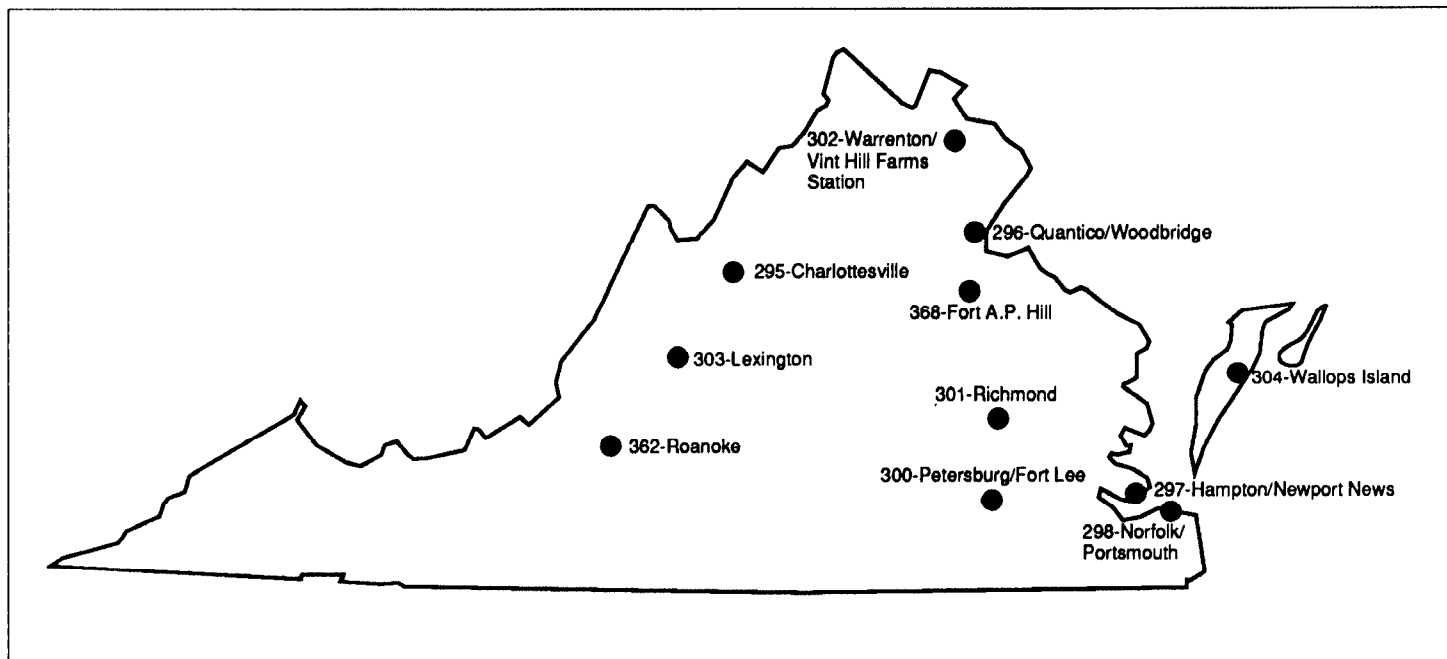 302-Warrenton/
Vint Hill Farms
Station
296-Quantico/Woodbridge
295-Charlottesville
368-Fort A.P. Hill
303-Lexington
304-Wallops Island
301-Richmond
362-Roanoke
300-Petersburg/Fort Lee
297-Hampton/Newport News
298-Norfolk/
Portsmouth